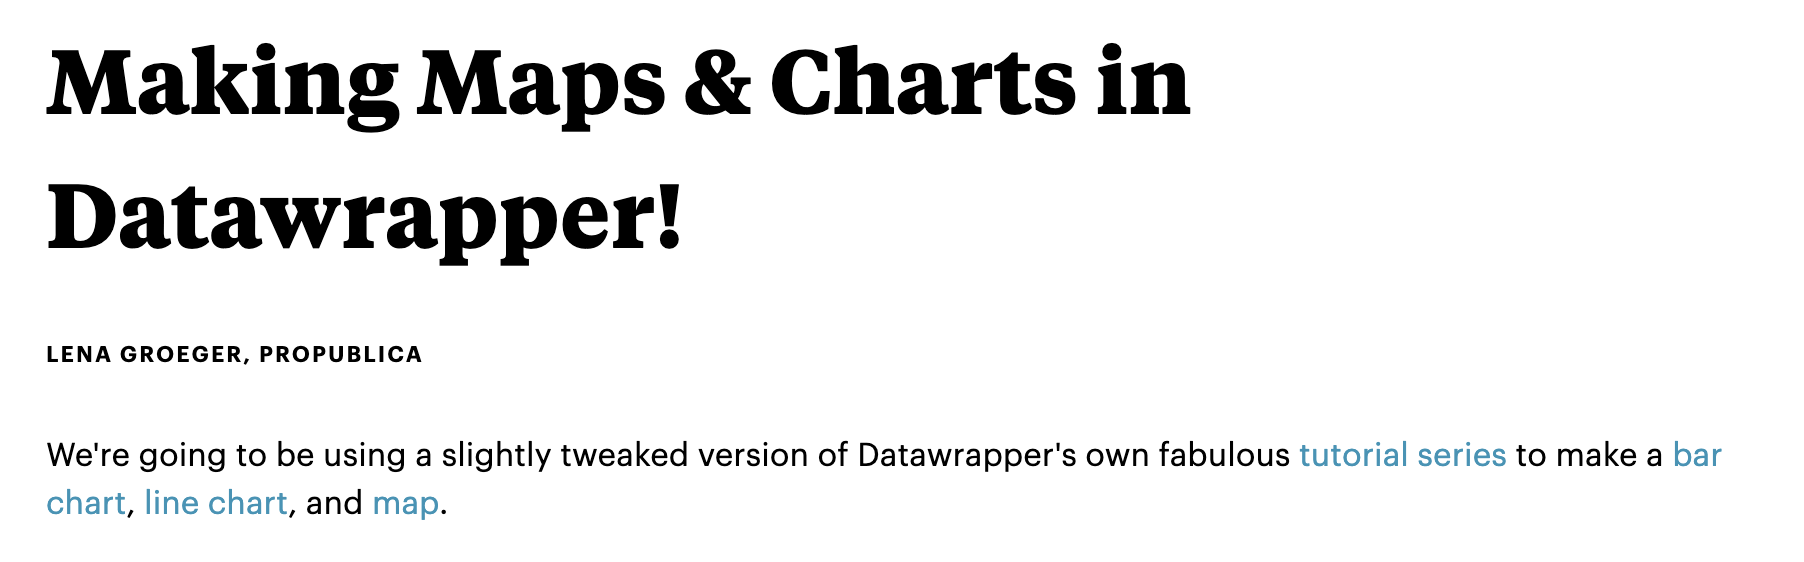 Making Maps & Charts in
Datawrapper!
LENA GROEGER, PROPUBLICA
We're going to be using a slightly tweaked version of Datawrapper's own fabulous tutorial series to make a bar
chart, line chart, and map.